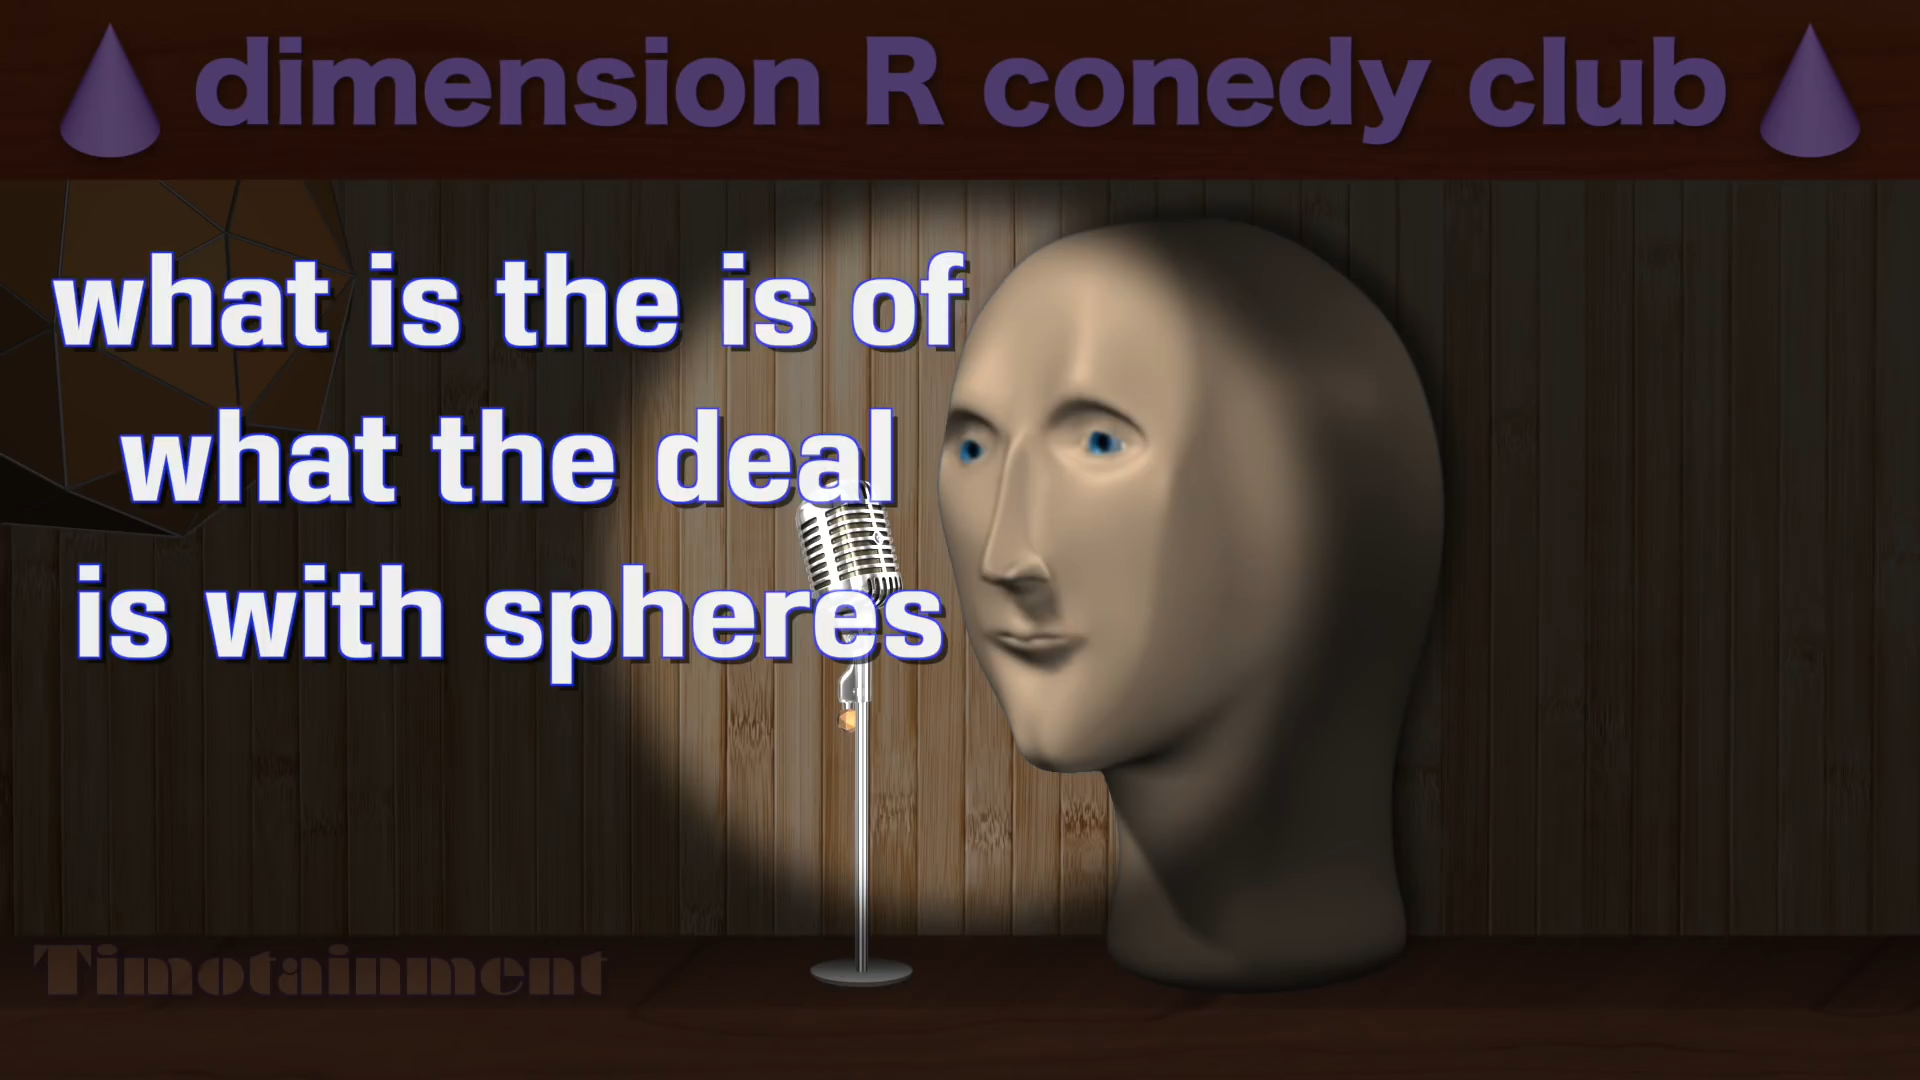 dimension R conedy club
what is the is of
what the deal
is with spheres
Timotainment